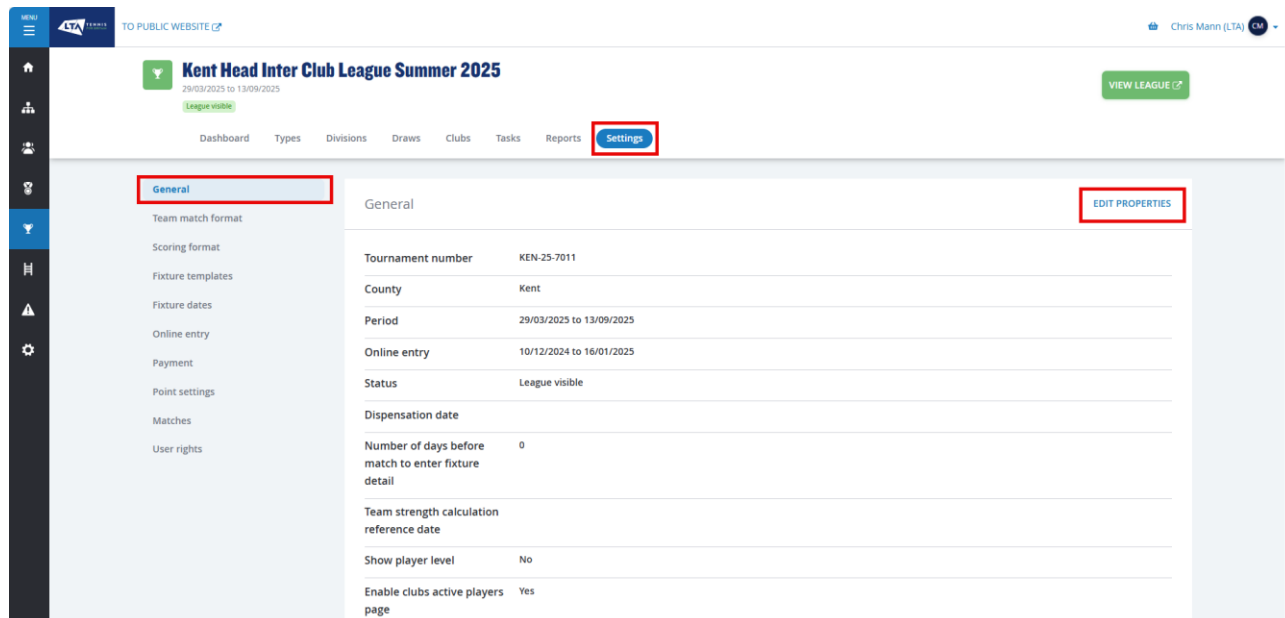 MENU
LTA TENNIS
TO PUBLIC WEBSITE
Chris Mann (LTA) CM
Kent Head Inter Club League Summer 2025
29/03/2025 to 13/09/2025
League visible
VIEW LEAGUE
Dashboard Types Divisions Draws Clubs Tasks Reports Settings
General
Team match format
Scoring format
Fixture templates
Fixture dates
Online entry
Payment
Point settings
Matches
User rights
General
EDIT PROPERTIES
Tournament number KEN-25-7011
County Kent
Period 29/03/2025 to 13/09/2025
Online entry 10/12/2024 to 16/01/2025
Status League visible
Dispensation date
Number of days before 0
match to enter fixture
detail
Team strength calculation
reference date
Show player level No
Enable clubs active players Yes
page